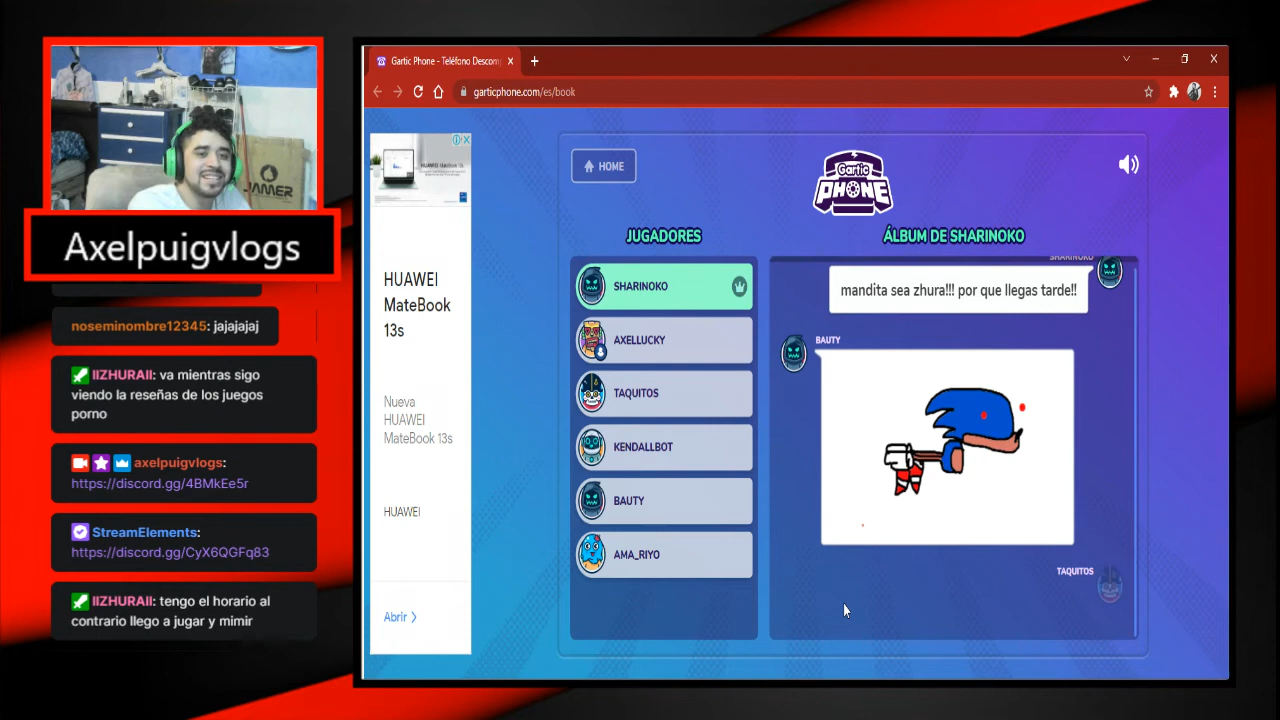 Gartic Phone - Teléfono Descom
garticphone.com/es/book
JAMER
Axelpuigvlogs
noseminombre12345: jajajajaj
IIZHURAII: va mientras sigo
viendo la reseñas de los juegos
porno
axelpuigvlogs:
https://discord.gg/4BMkEe5r
StreamElements:
https://discord.gg/CyX6QGFq83
IIZHURAII: tengo el horario al
contrario llego a jugar y mimir
HUAWEI
MateBook
13s
Nueva
HUAWEI
MateBook 13s
HUAWEI
Abrir
HOME
Gartic
PHONE
JUGADORES
SHARINOKO
AXELLUCKY
TAQUITOS
KENDALLBOT
BAUTY
AMA_RIYO
ÁLBUM DE SHARINOKO
SHARINOKO
mandita sea zhura!!! por que llegas tarde!!
BAUTY
TAQUITOS